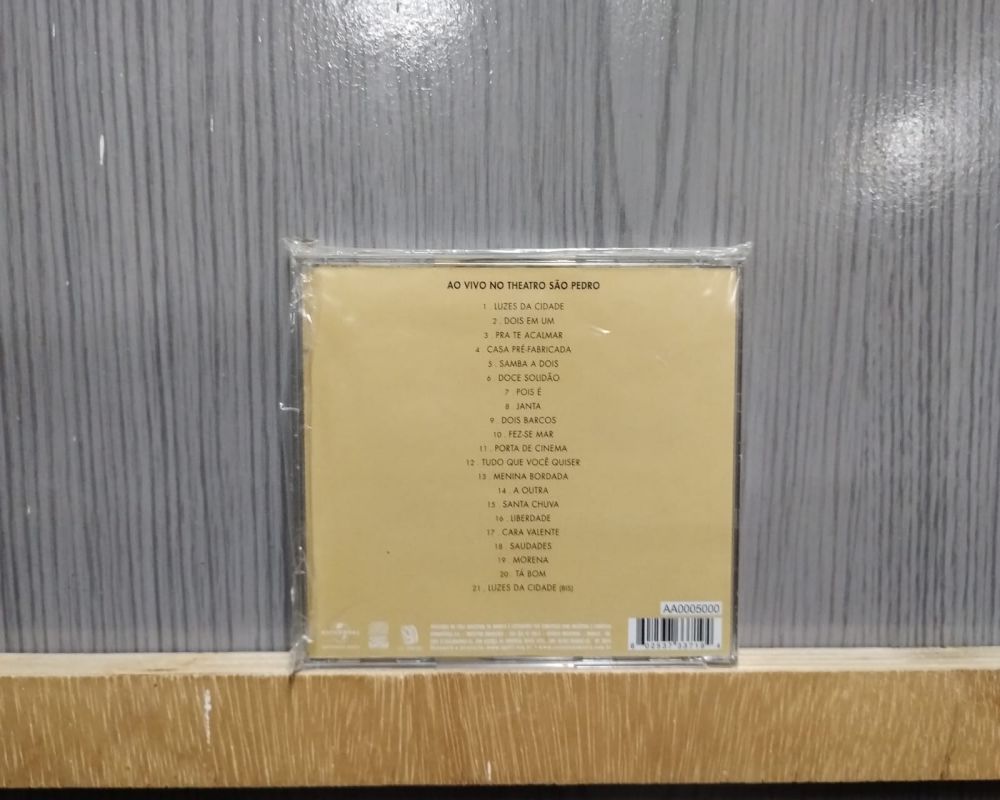 AO VIVO NO THEATRO SÃO PEDRO
1 LUZES DA CIDADE
2. DOIS EM UM
3. PRA TE ACALMAR
4 CASA PRÉ-FABRICADA
5. SAMBA A DOIS
6. DOCE SOLIDÃO
7 POIS É
8. JANTA
9. DOIS BARCOS
10. FEZ-SE MAR
11. PORTA DE CINEMA
12. TUDO QUE VOCÊ QUISER
13. MENINA BORDADA
14. A OUTRA
15. SANTA CHUVA
16. LIBERDADE
17. CARA VALENTE
18. SAUDADES
19. MORENA
20. TÁ BOM
21. LUZES DA CIDADE (BIS)
AA0005000
UNIVERSAL